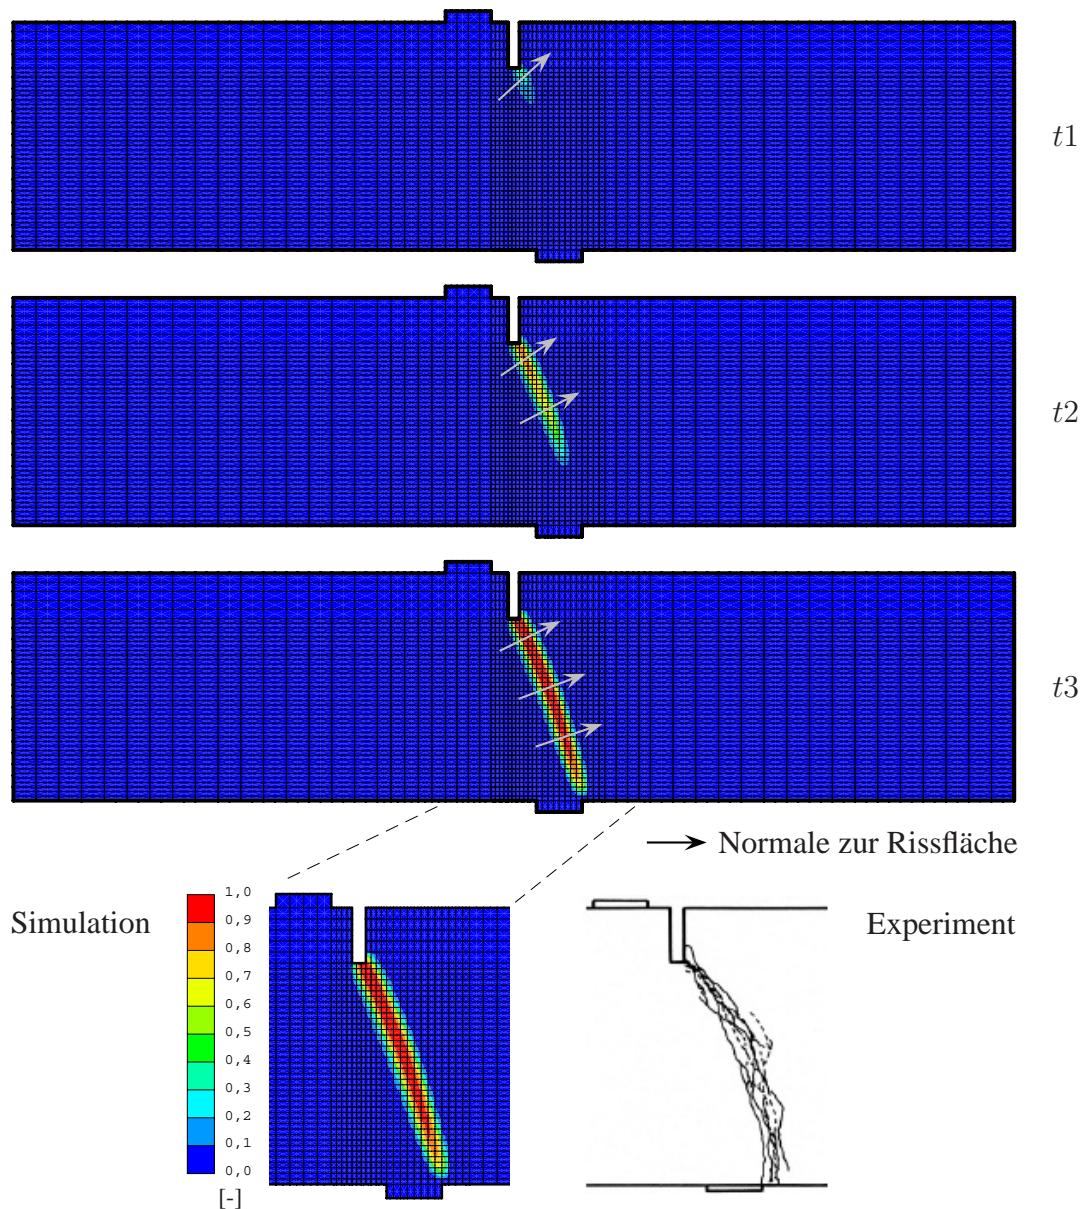 t1
t2
t3
Normale zur Rissfläche
Simulation
Experiment
1,0
0,9
0,8
0,7
0,6
0,5
0,4
0,3
0,2
0,1
0,0
[-]